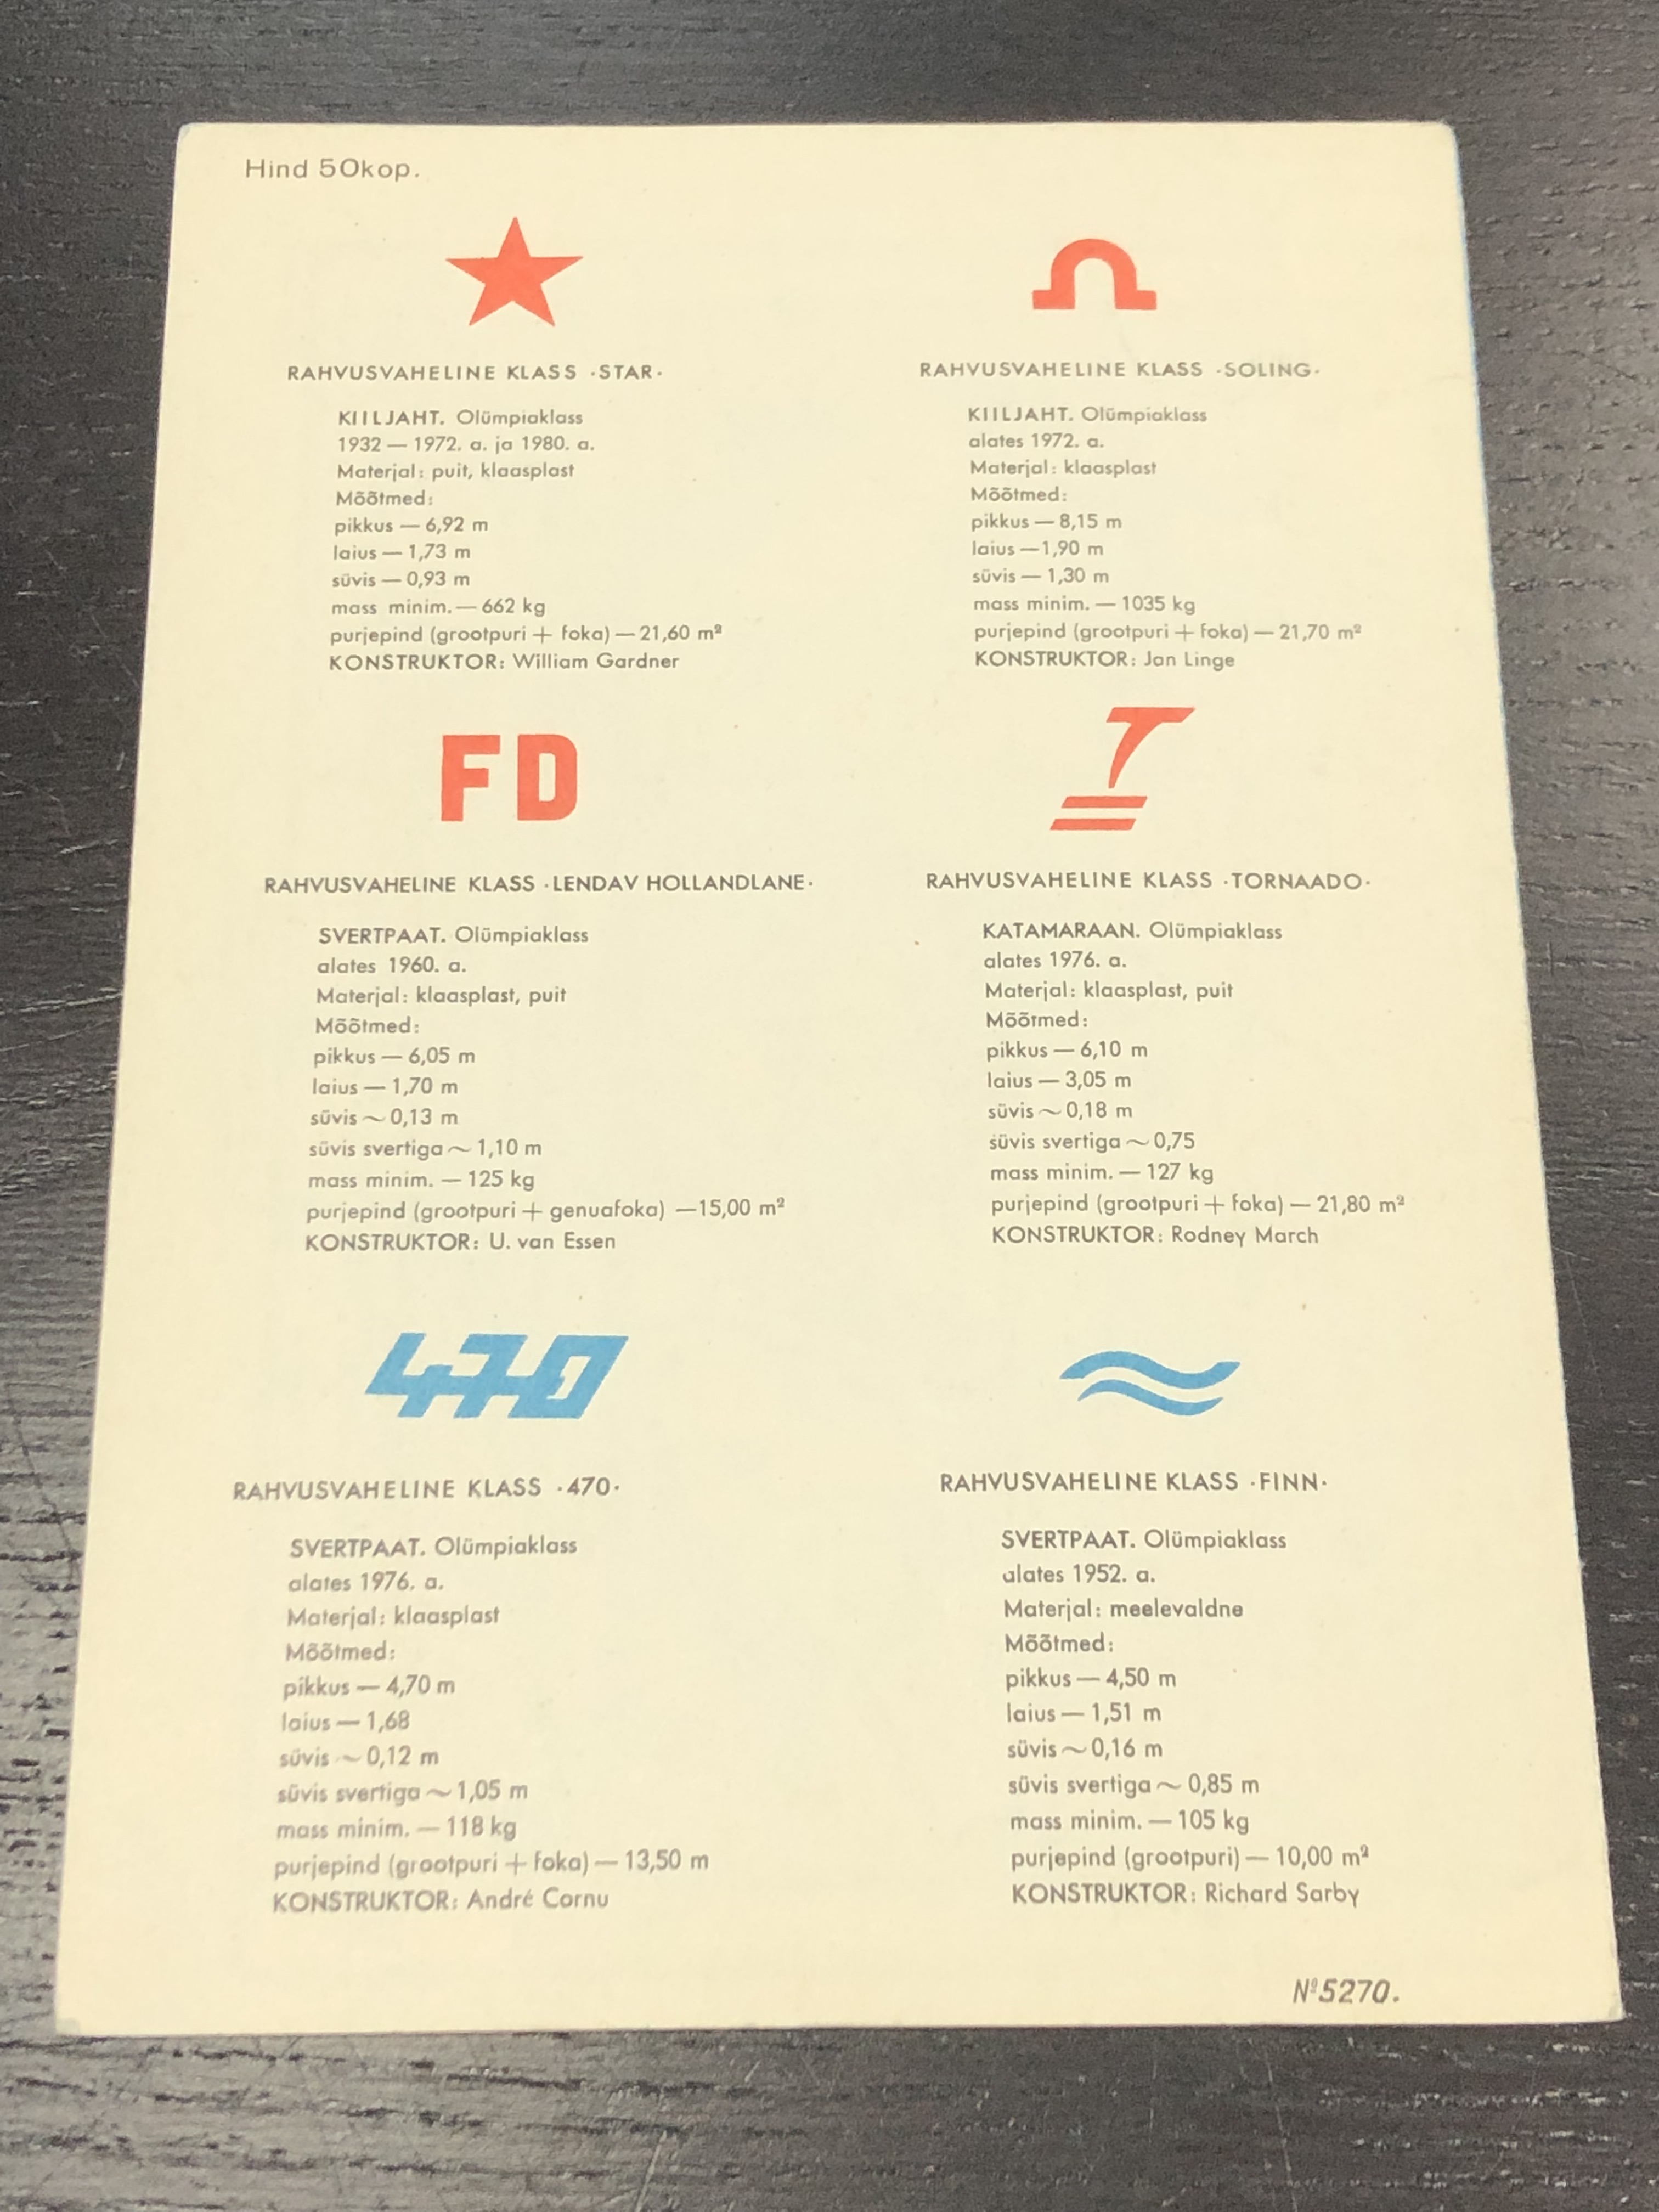 Hind 50kop.
RAHVUSVAHELINE KLASS ·STAR·
KIILJAHT. Olümpiaklass
1932 — 1972. a. ja 1980. a.
Materjal: puit, klaasplast
Mõõtmed:
pikkus — 6,92 m
laius — 1,73 m
süvis — 0,93 m
mass minim. — 662 kg
purjepind (grootpuri + foka) — 21,60 m²
KONSTRUKTOR: William Gardner
RAHVUSVAHELINE KLASS ·SOLING·
KIILJAHT. Olümpiaklass
alates 1972. a.
Materjal: klaasplast
Mõõtmed:
pikkus — 8,15 m
laius —1,90 m
süvis — 1,30 m
mass minim. — 1035 kg
purjepind (grootpuri + foka) — 21,70 m²
KONSTRUKTOR: Jan Linge
FD
RAHVUSVAHELINE KLASS ·LENDAV HOLLANDLANE·
SVERTPAAT. Olümpiaklass
alates 1960. a.
Materjal: klaasplast, puit
Mõõtmed:
pikkus — 6,05 m
laius — 1,70 m
süvis ~ 0,13 m
süvis svertiga ~ 1,10 m
mass minim. — 125 kg
purjepind (grootpuri + genuafoka) —15,00 m²
KONSTRUKTOR: U. van Essen
T
RAHVUSVAHELINE KLASS ·TORNAADO·
KATAMARAAN. Olümpiaklass
alates 1976. a.
Materjal: klaasplast, puit
Mõõtmed:
pikkus — 6,10 m
laius — 3,05 m
süvis ~ 0,18 m
süvis svertiga ~ 0,75
mass minim. — 127 kg
purjepind (grootpuri + foka) — 21,80 m²
KONSTRUKTOR: Rodney March
470
RAHVUSVAHELINE KLASS ·470·
SVERTPAAT. Olümpiaklass
alates 1976. a.
Materjal: klaasplast
Mõõtmed:
pikkus — 4,70 m
laius — 1,68
süvis ~ 0,12 m
süvis svertiga ~ 1,05 m
mass minim. — 118 kg
purjepind (grootpuri + foka) — 13,50 m
KONSTRUKTOR: André Cornu
RAHVUSVAHELINE KLASS ·FINN·
SVERTPAAT. Olümpiaklass
alates 1952. a.
Materjal: meelevaldne
Mõõtmed:
pikkus — 4,50 m
laius — 1,51 m
süvis ~ 0,16 m
süvis svertiga ~ 0,85 m
mass minim. — 105 kg
purjepind (grootpuri) — 10,00 m²
KONSTRUKTOR: Richard Sarby
№5270.